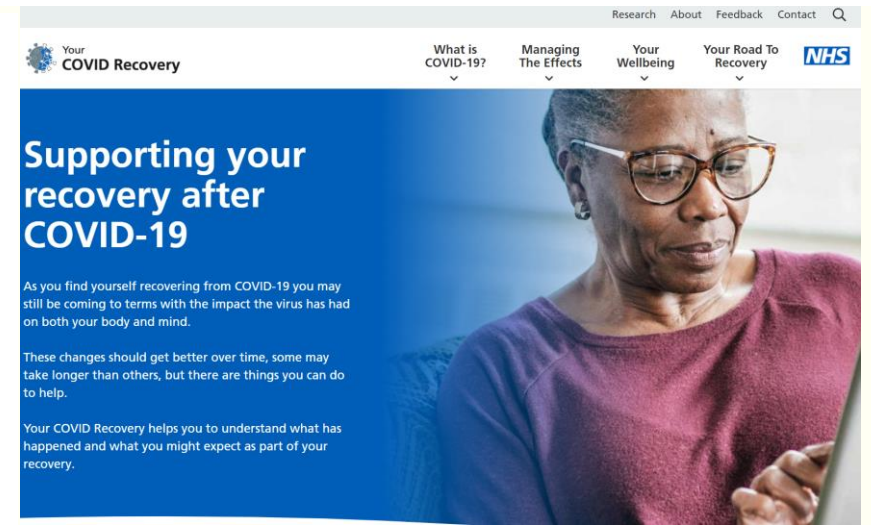 Research About Feedback Contact
Your
COVID Recovery
What is
COVID-19?
Managing
The Effects
Your
Wellbeing
Your Road To
Recovery
NHS
Supporting your
recovery after
COVID-19
As you find yourself recovering from COVID-19 you may
still be coming to terms with the impact the virus has had
on both your body and mind.
These changes should get better over time, some may
take longer than others, but there are things you can do
to help.
Your COVID Recovery helps you to understand what has
happened and what you might expect as part of your
recovery.